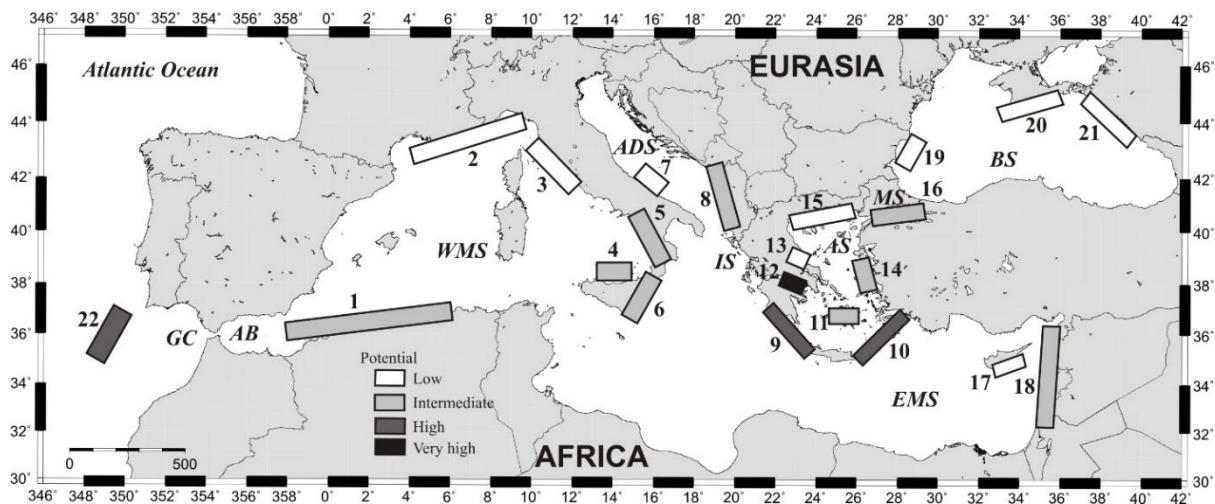 346 348 350 352 354 356 358 0 2 4 6 8 10 12 14 16 18 20 22 24 26 28 30 32 34 36 38 40 42
46° 46°
44° 44°
42° 42°
40° 40°
38° 38°
36° 36°
34° 34°
32° 32°
30° 30°
Atlantic Ocean
EURASIA
AFRICA
ADS
BS
MS
AS
IS
WMS
GC
AB
EMS
1
2
3
4
5
6
7
8
9
10
11
12
13
14
15
16
17
18
19
20
21
22
Potential
Low
Intermediate
High
Very high
0 500
346 348 350 352 354 356 358 0 2 4 6 8 10 12 14 16 18 20 22 24 26 28 30 32 34 36 38 40 42